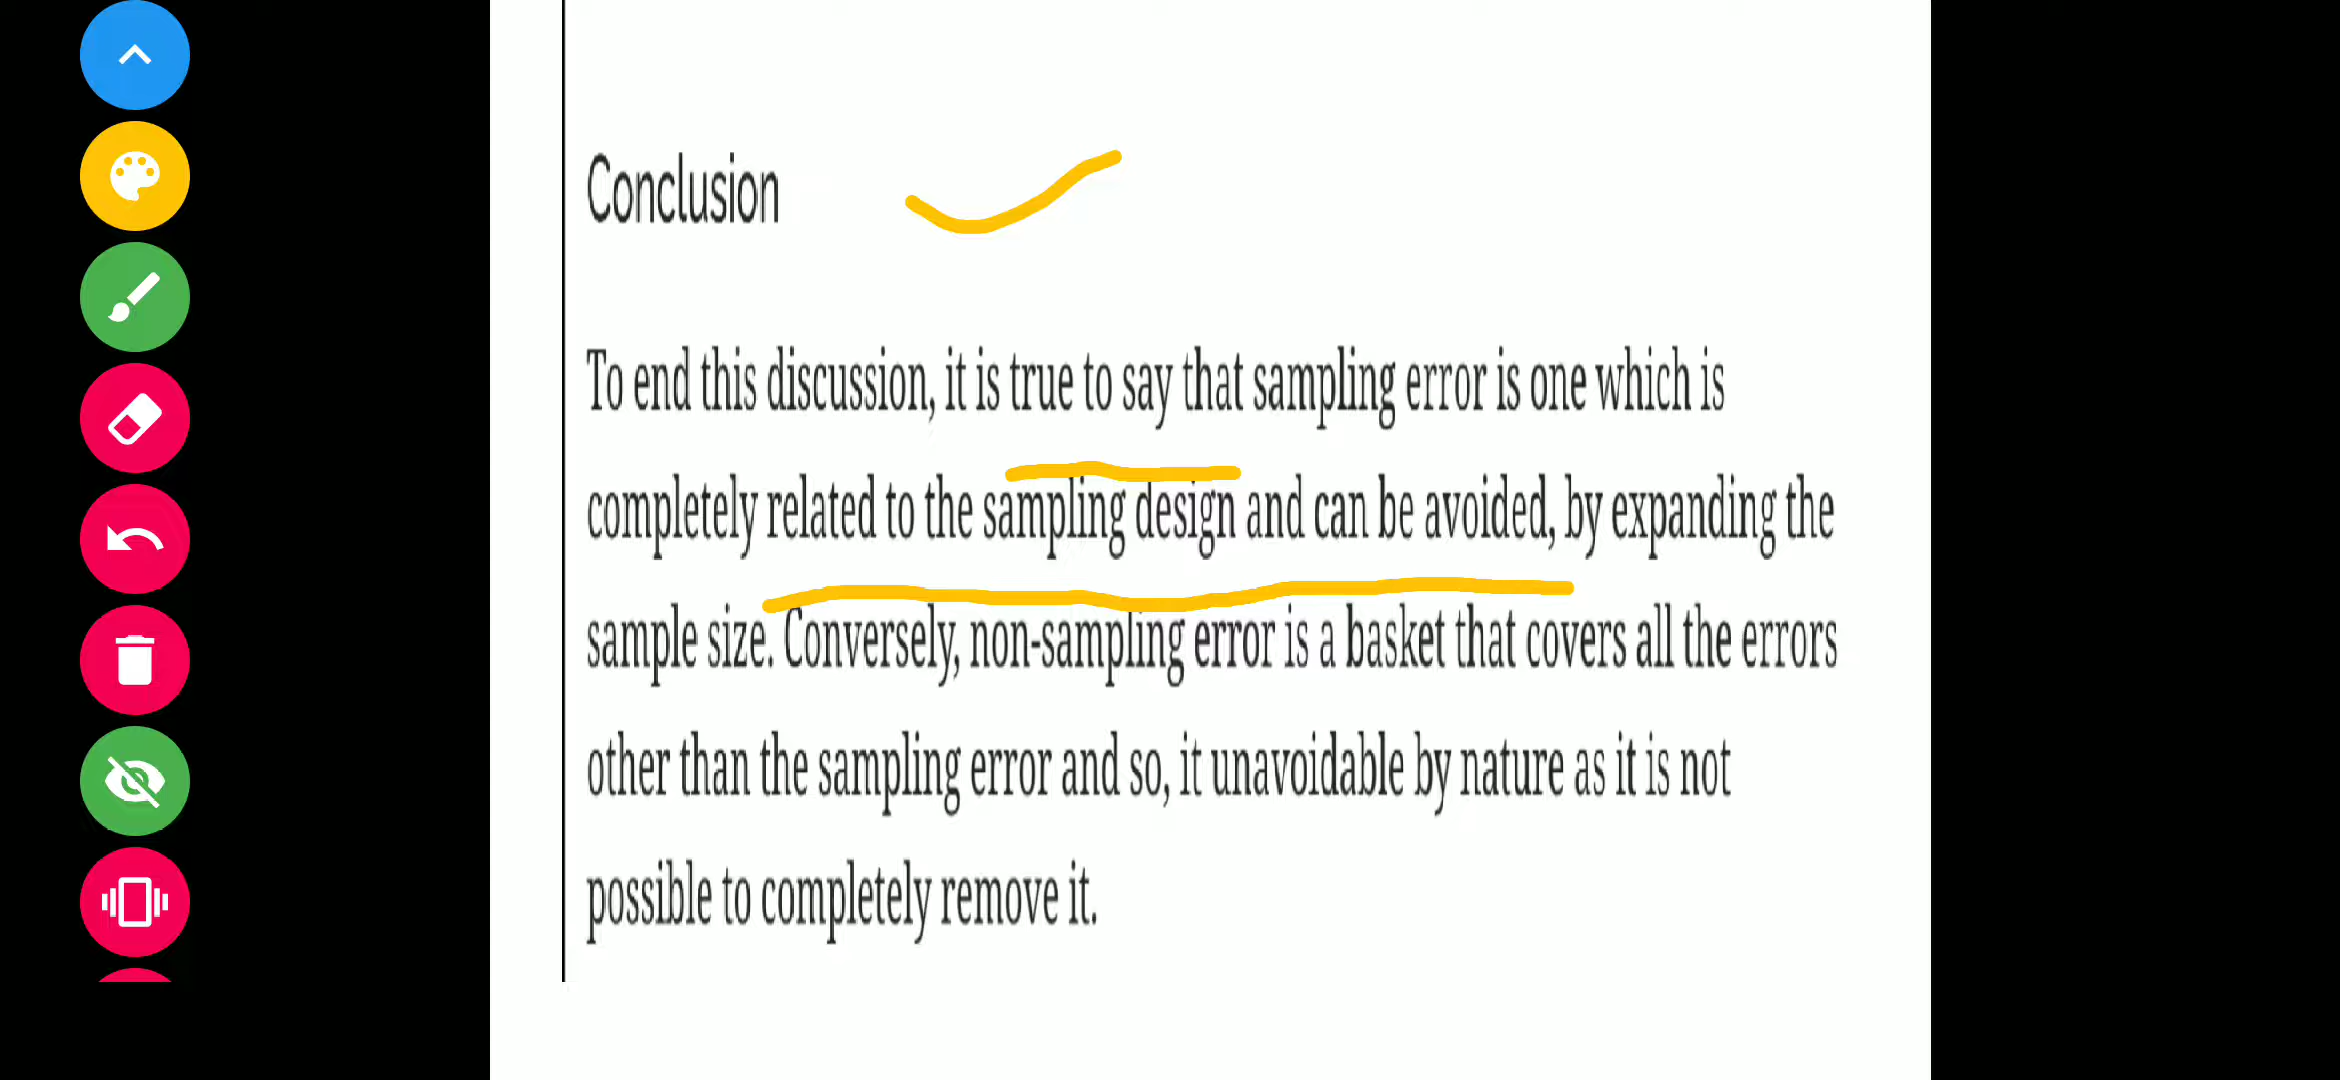 Conclusion
To end this discussion, it is true to say that sampling error is one which is
completely related to the sampling design and can be avoided, by expanding the
sample size. Conversely, non-sampling error is a basket that covers all the errors
other than the sampling error and so, it unavoidable by nature as it is not
possible to completely remove it.